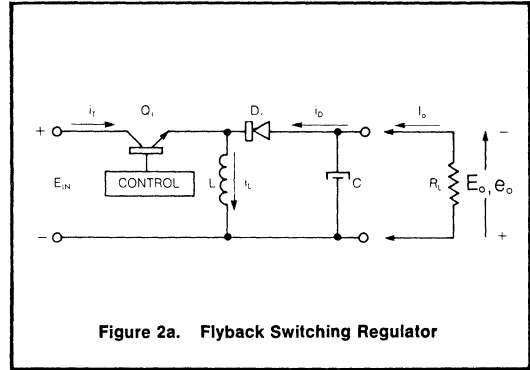 i_T Q_1 D_1 i_D I_o
+ + −
E_IN CONTROL L i_L C R_L E_o, e_o
− +
Figure 2a. Flyback Switching Regulator